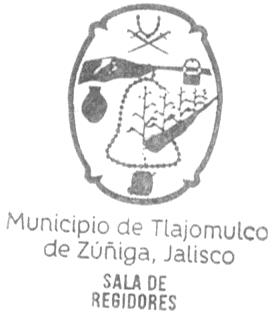 Municipio de Tlajomulco
de Zúñiga, Jalisco
SALA DE
REGIDORES